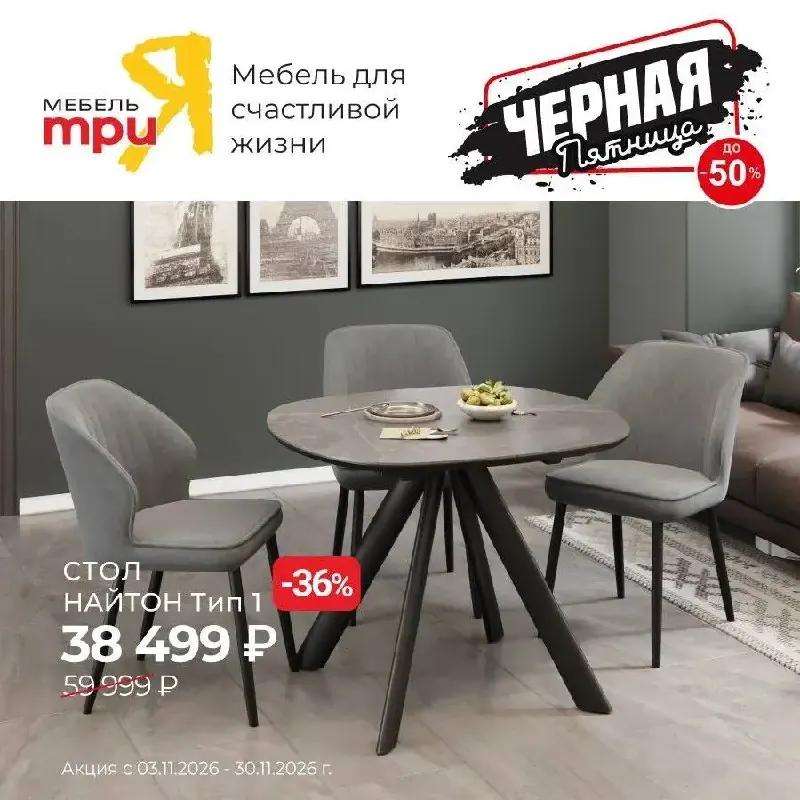 МЕБЕЛЬ
триЯ
Мебель для
счастливой
жизни
ЧЕРНАЯ
Пятница
до
-50%
СТОЛ
НАЙТОН Тип 1
-36%
38 499 ₽
59 999 ₽
Акция с 03.11.2026 - 30.11.2026 г.